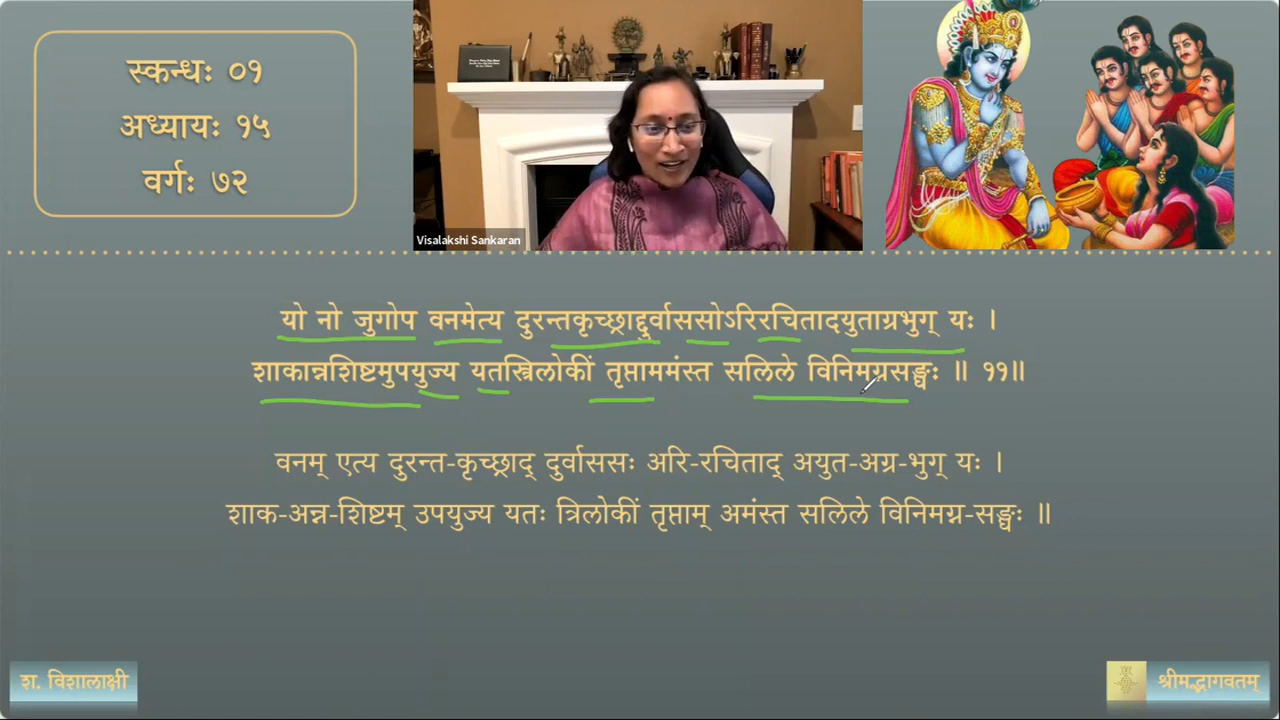 स्कन्धः ०१
अध्यायः १५
वर्गः ७२
Visalakshi Sankaran
यो नो जुगोप वनमेत्य दुरन्तकृच्छ्राद्दुर्वाससोऽरिरचितादयुताग्रभुग् यः ।
शाकान्नशिष्टमुपयुज्य यतस्त्रिलोकीं तृप्ताममंस्त सलिले विनिमग्नसङ्घः ॥ ११॥
वनम् एत्य दुरन्त-कृच्छ्राद् दुर्वाससः अरि-रचिताद् अयुत-अग्र-भुग् यः ।
शाक-अन्न-शिष्टम् उपयुज्य यतः त्रिलोकीं तृप्ताम् अमंस्त सलिले विनिमग्न-सङ्घः ॥
श. विशालाक्षी
श्रीमद्भागवतम्